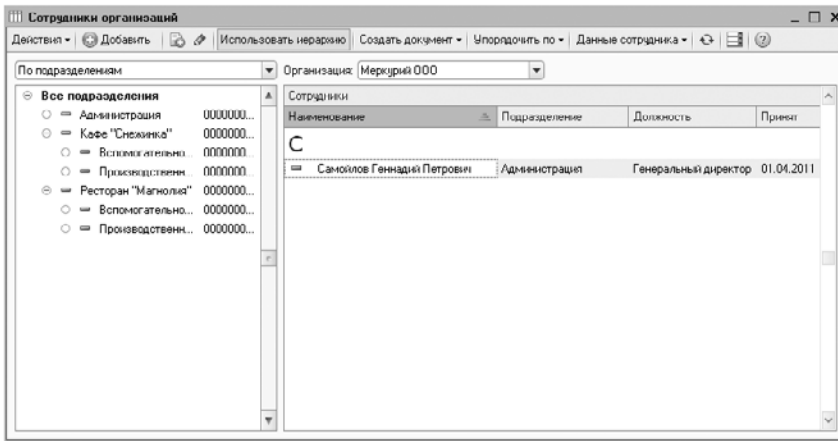 Сотрудники организаций
Действия Добавить Использовать иерархию Создать документ Упорядочить по Данные сотрудника
По подразделениям Организация: Меркурий ООО
Все подразделения
Администрация 0000000...
Кафе "Снежинка" 0000000...
Вспомогательно... 0000000...
Производственн... 0000000...
Ресторан "Магнолия" 0000000...
Вспомогательно... 0000000...
Производственн... 0000000...
Сотрудники
Наименование Подразделение Должность Принят
С
Самойлов Геннадий Петрович Администрация Генеральный директор 01.04.2011